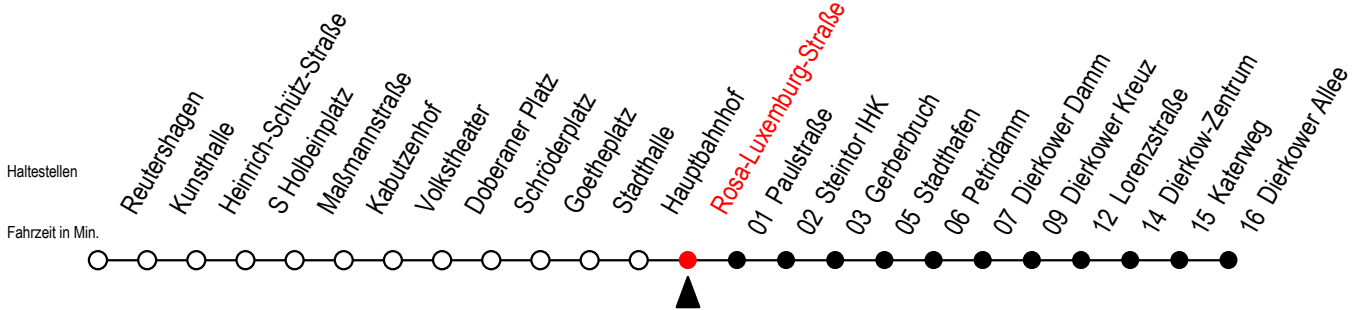 Haltestellen
Reutershagen
Kunsthalle
Heinrich-Schütz-Straße
S Holbeinplatz
Maßmannstraße
Kabutzenhof
Volkstheater
Doberaner Platz
Schröderplatz
Goetheplatz
Stadthalle
Hauptbahnhof
Rosa-Luxemburg-Straße
01 Paulstraße
02 Steintor IHK
03 Gerberbruch
05 Stadthafen
06 Petridamm
07 Dierkower Damm
09 Dierkower Kreuz
12 Lorenzstraße
14 Dierkow-Zentrum
15 Katerweg
16 Dierkower Allee
Fahrzeit in Min.